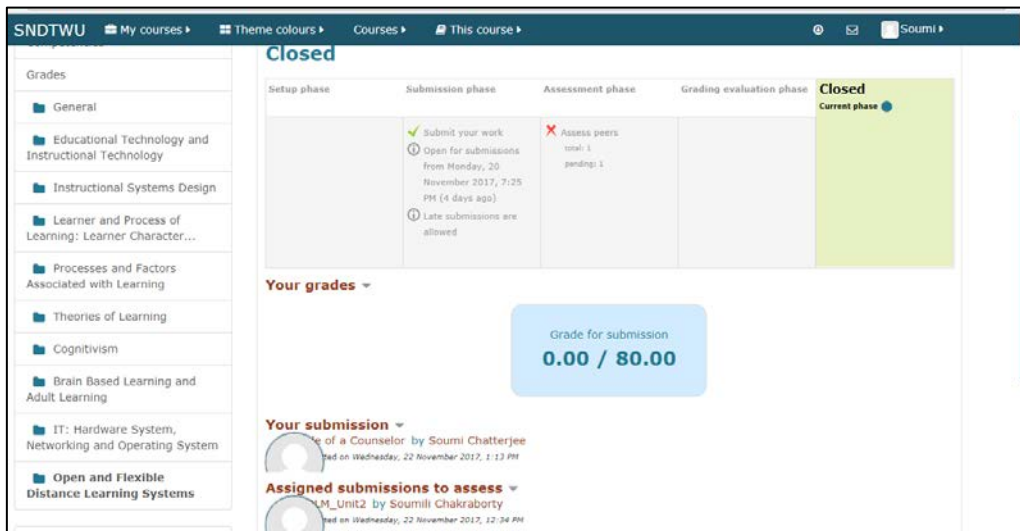 SNDTWU My courses Theme colours Courses This course Soumi
Closed
Grades
General
Educational Technology and
Instructional Technology
Instructional Systems Design
Learner and Process of
Learning: Learner Character...
Processes and Factors
Associated with Learning
Theories of Learning
Cognitivism
Brain Based Learning and
Adult Learning
IT: Hardware System,
Networking and Operating System
Open and Flexible
Distance Learning Systems
Setup phase
Submission phase
Submit your work
Open for submissions
from Monday, 20
November 2017, 7:25
PM (4 days ago)
Late submissions are
allowed
Assessment phase
Assess peers
total: 1
pending: 1
Grading evaluation phase
Closed
Current phase
Your grades
Grade for submission
0.00 / 80.00
Your submission
of a Counselor by Soumi Chatterjee
on Wednesday, 22 November 2017, 1:13 PM
Assigned submissions to assess
LM_Unit2 by Soumili Chakraborty
on Wednesday, 22 November 2017, 12:34 PM